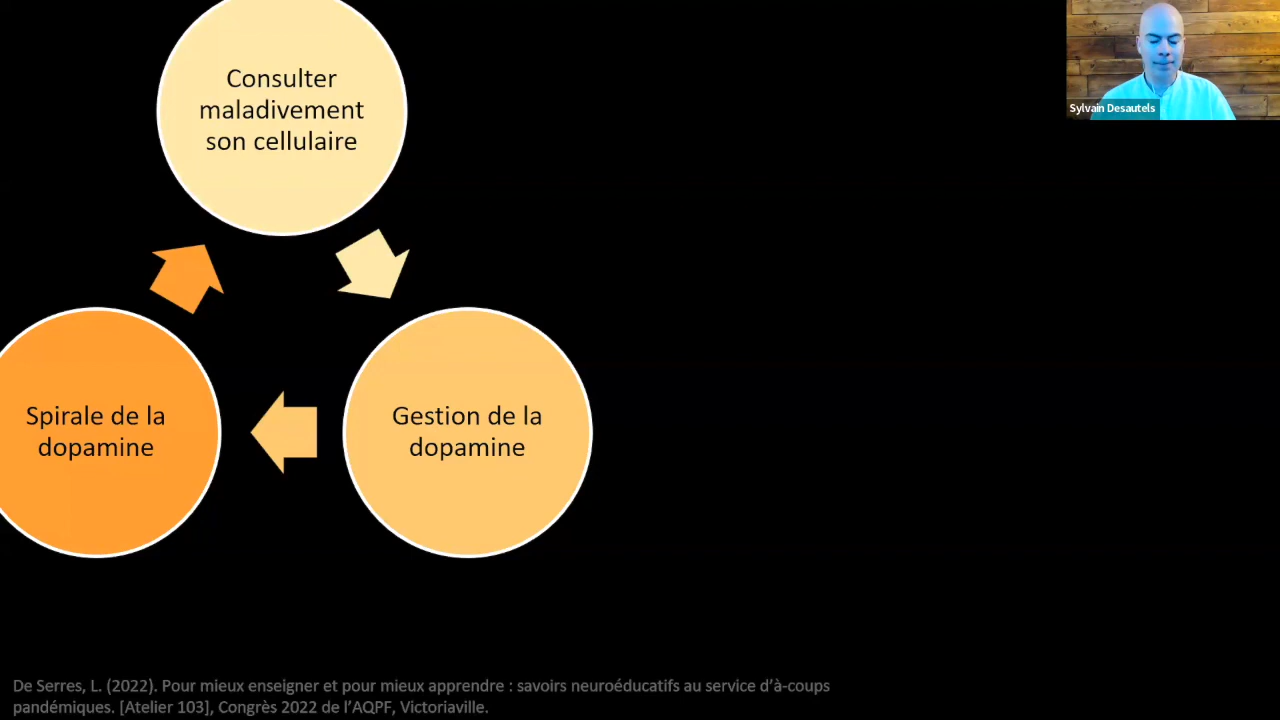 Consulter
maladivement
son cellulaire
Sylvain Desautels
Spirale de la
dopamine
Gestion de la
dopamine
De Serres, L. (2022). Pour mieux enseigner et pour mieux apprendre : savoirs neuroéducatifs au service d’à-coups
pandémiques. [Atelier 103], Congrès 2022 de l’AQPF, Victoriaville.